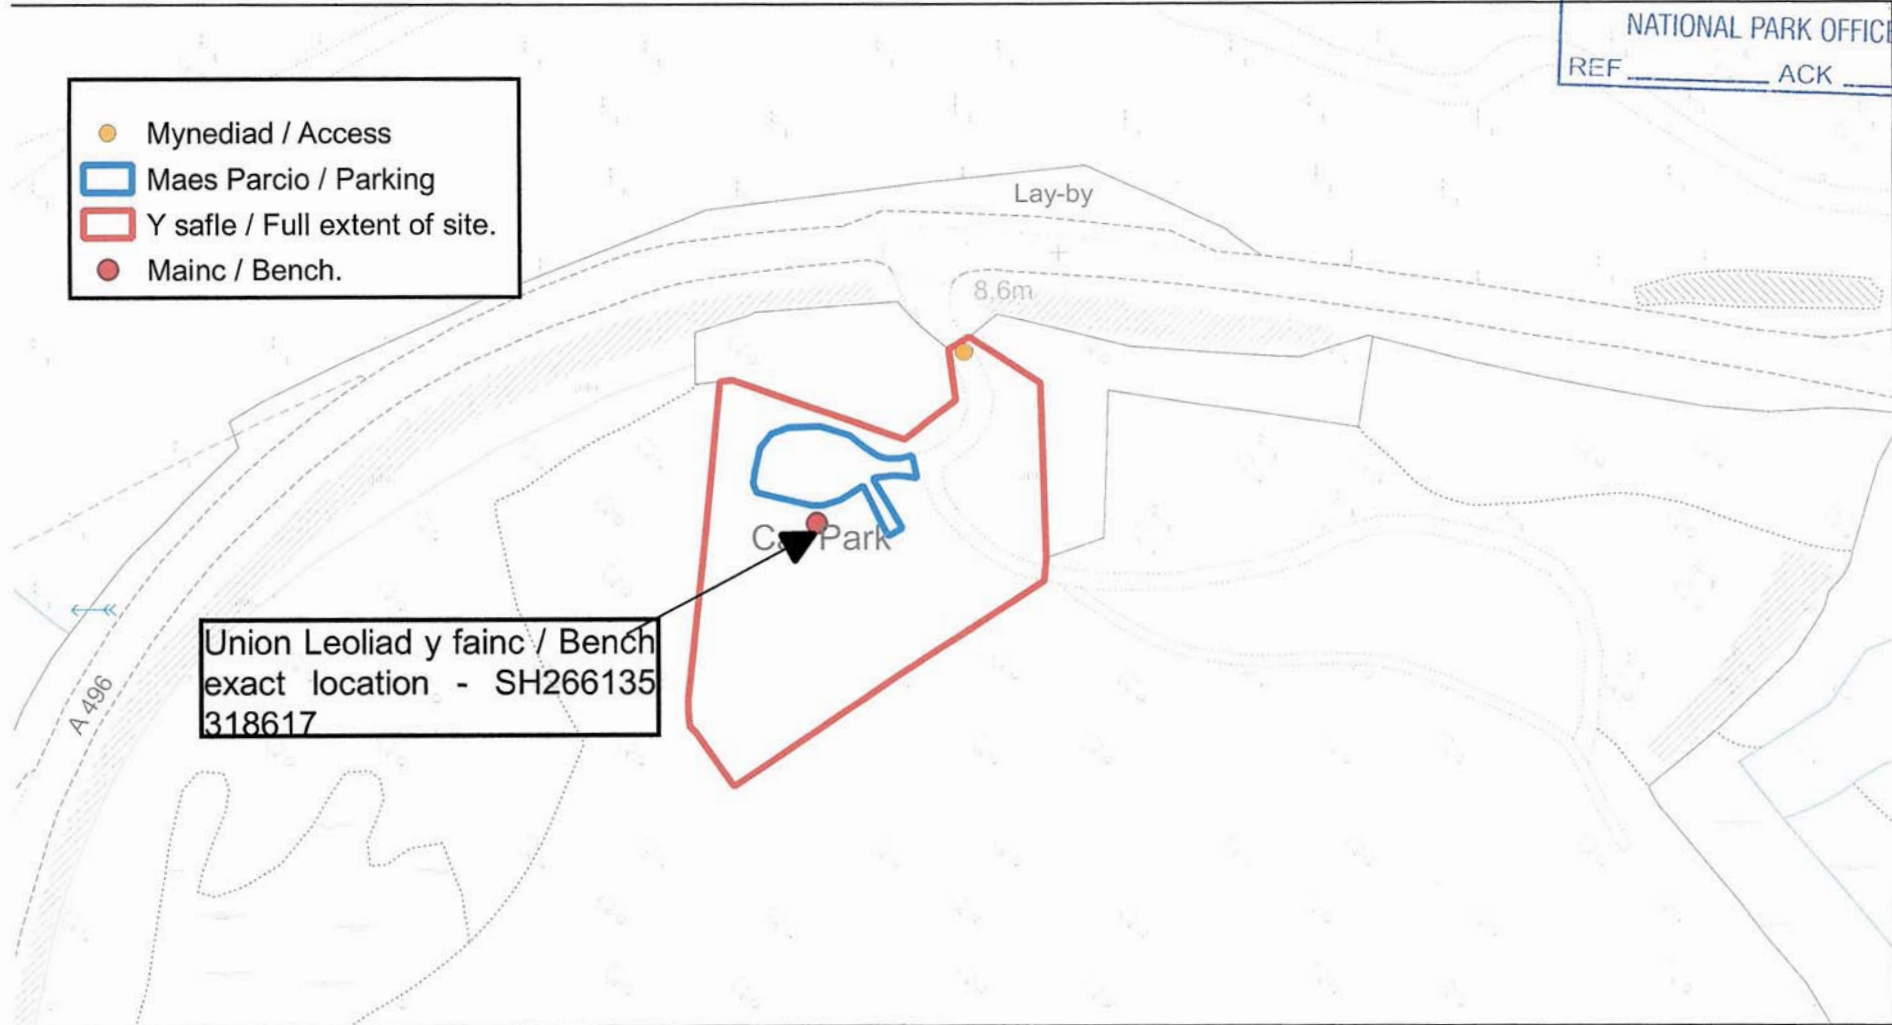 NATIONAL PARK OFFICE
REF ACK
Mynediad / Access
Maes Parcio / Parking
Y safle / Full extent of site.
Mainc / Bench.
Lay-by
8.6m
Car Park
Union Leoliad y fainc / Bench
exact location - SH266135
318617
A 496